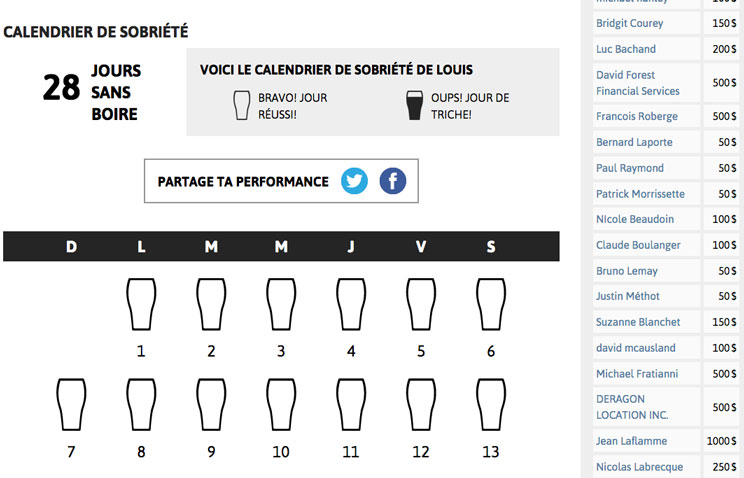 CALENDRIER DE SOBRIÉTÉ
28
JOURS
SANS
BOIRE
VOICI LE CALENDRIER DE SOBRIÉTÉ DE LOUIS
BRAVO! JOUR
RÉUSSI!
OUPS! JOUR DE
TRICHE!
PARTAGE TA PERFORMANCE
D L M M J V S
1 2 3 4 5 6
7 8 9 10 11 12 13
Bridgit Courey 150 $
Luc Bachand 200 $
David Forest
Financial Services 500 $
Francois Roberge 500 $
Bernard Laporte 50 $
Paul Raymond 50 $
Patrick Morrissette 50 $
NIcole Beaudoin 100 $
Claude Boulanger 100 $
Bruno Lemay 50 $
Justin Méthot 50 $
Suzanne Blanchet 150 $
david mcausland 100 $
Michael Fratianni 500 $
DERAGON
LOCATION INC. 500 $
Jean Laflamme 1000 $
Nicolas Labrecque 250 $